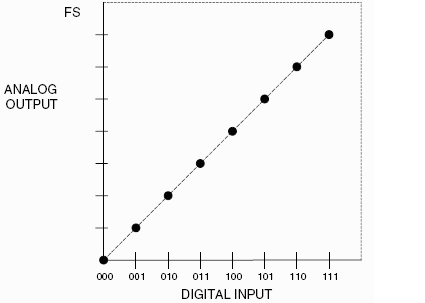 FS
ANALOG
OUTPUT
000 001 010 011 100 101 110 111
DIGITAL INPUT